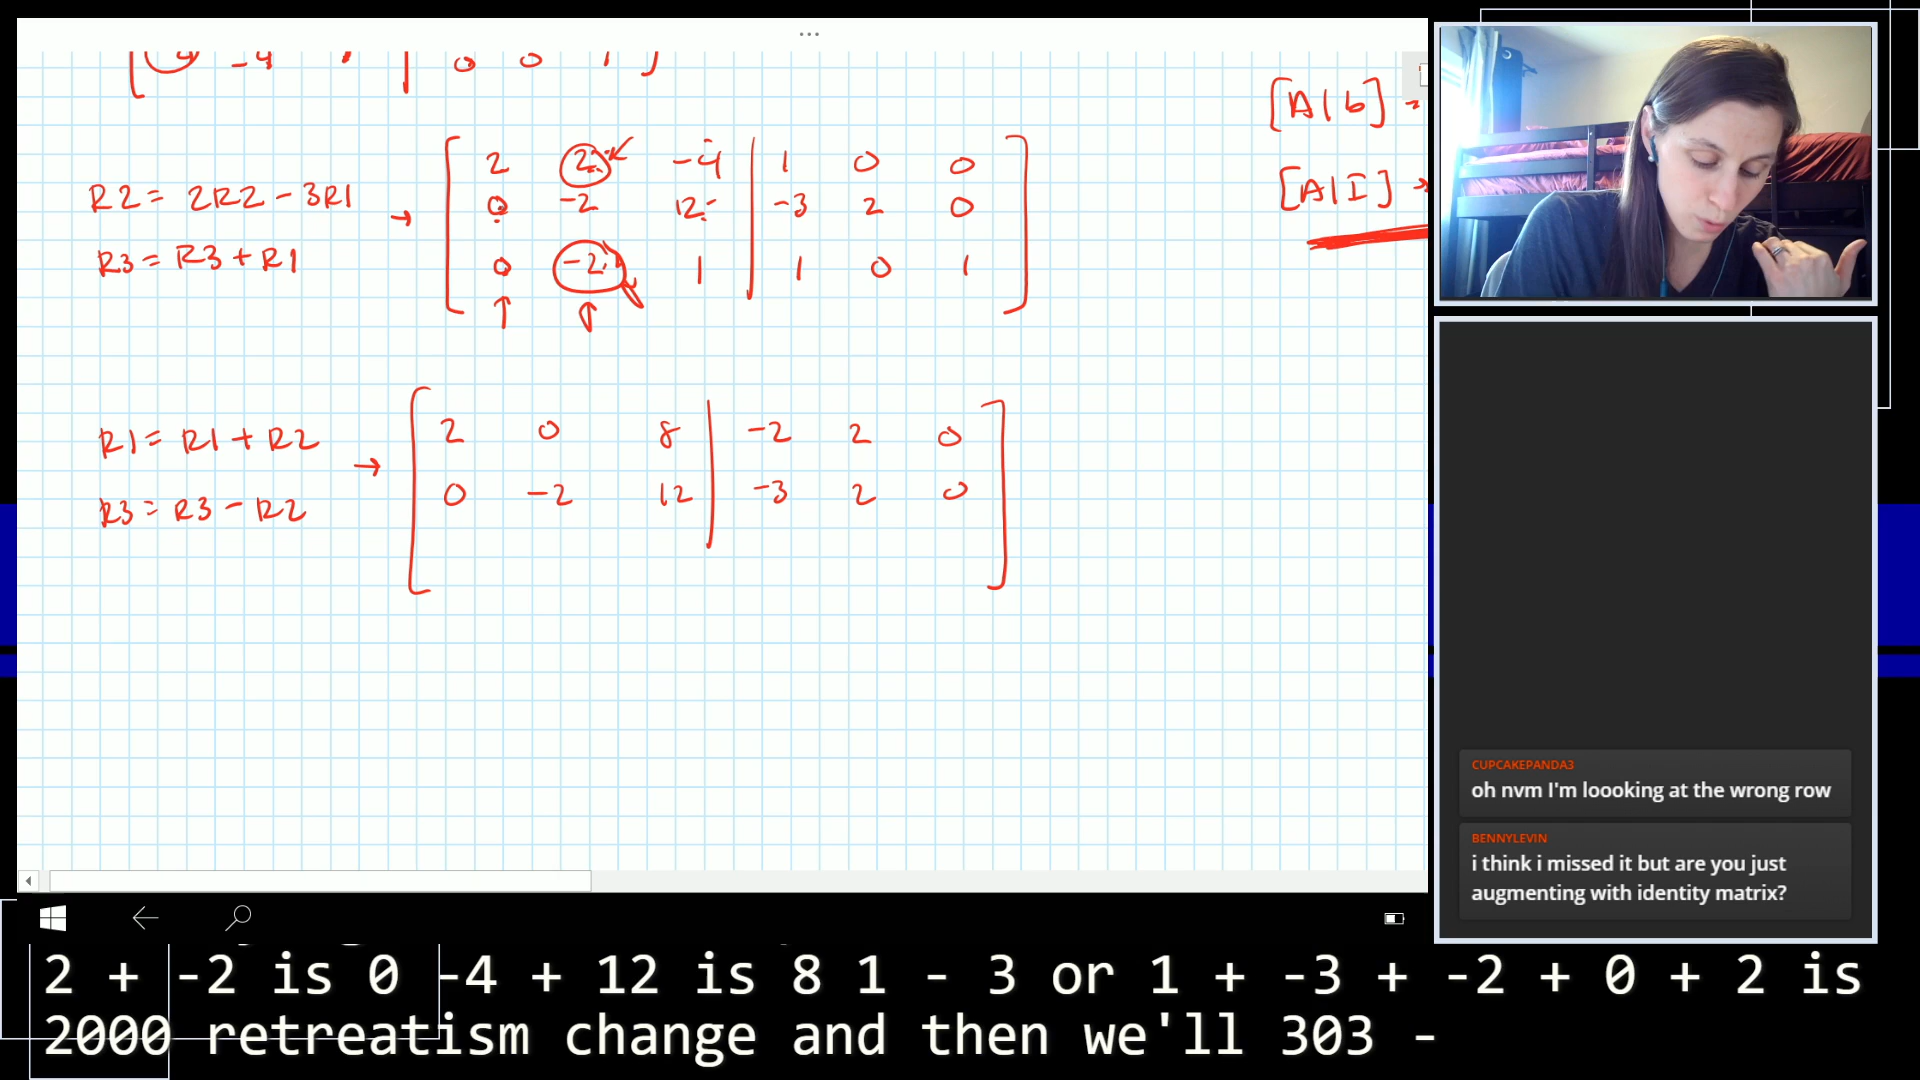 -4 | 0 0 1
[A|b] →
[A|I] →
R2 = 2R2 - 3R1
R3 = R3 + R1
→
2 2 -4 | 1 0 0
0 -2 12 | -3 2 0
0 -2 1 | 1 0 1
R1 = R1 + R2
R3 = R3 - R2
→
2 0 8 | -2 2 0
0 -2 12 | -3 2 0
CUPCAKEPANDA3
oh nvm I'm loooking at the wrong row
BENNYLEVIN
i think i missed it but are you just
augmenting with identity matrix?
2 + -2 is 0 -4 + 12 is 8 1 - 3 or 1 + -3 + -2 + 0 + 2 is
2000 retreatism change and then we'll 303 -